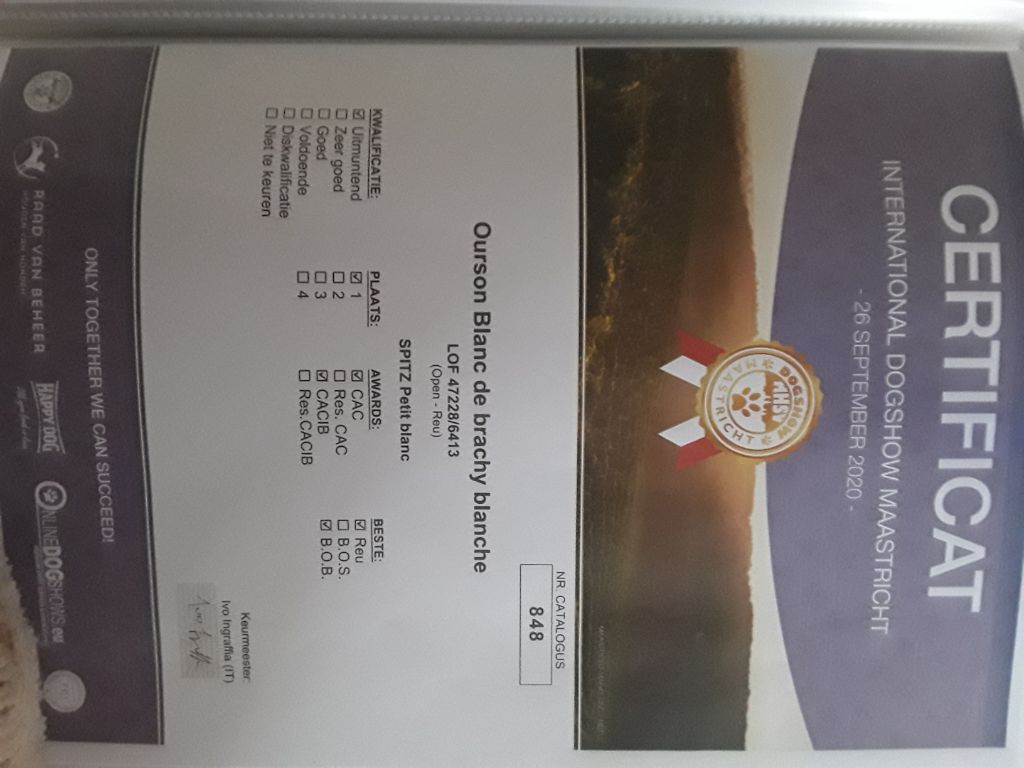 CERTIFICAT
INTERNATIONAL DOGSHOW MAASTRICHT
- 26 SEPTEMBER 2020 -
DOGSHOW
MAASTRICHT
NR. CATALOGUS
848
Ourson Blanc de brachy blanche
LOF 47228/6413
(Open - Reu)
SPITZ Petit blanc
KWALIFICATIE: PLAATS: AWARDS: BESTE:
☑ Uitmuntend ☑ 1 ☑ CAC ☑ Reu
☐ Zeer goed ☐ 2 ☐ Res. CAC ☐ B.O.S.
☐ Goed ☐ 3 ☑ CACIB ☑ B.O.B.
☐ Voldoende ☐ 4 ☐ Res.CACIB
☐ Diskwalificatie
☐ Niet te keuren
Keurmeester:
Ivo Ingraffia (IT)
ONLY TOGETHER WE CAN SUCCEED!
RAAD VAN BEHEER
HAPPY DOG
ONLINEDOGSHOWS.eu